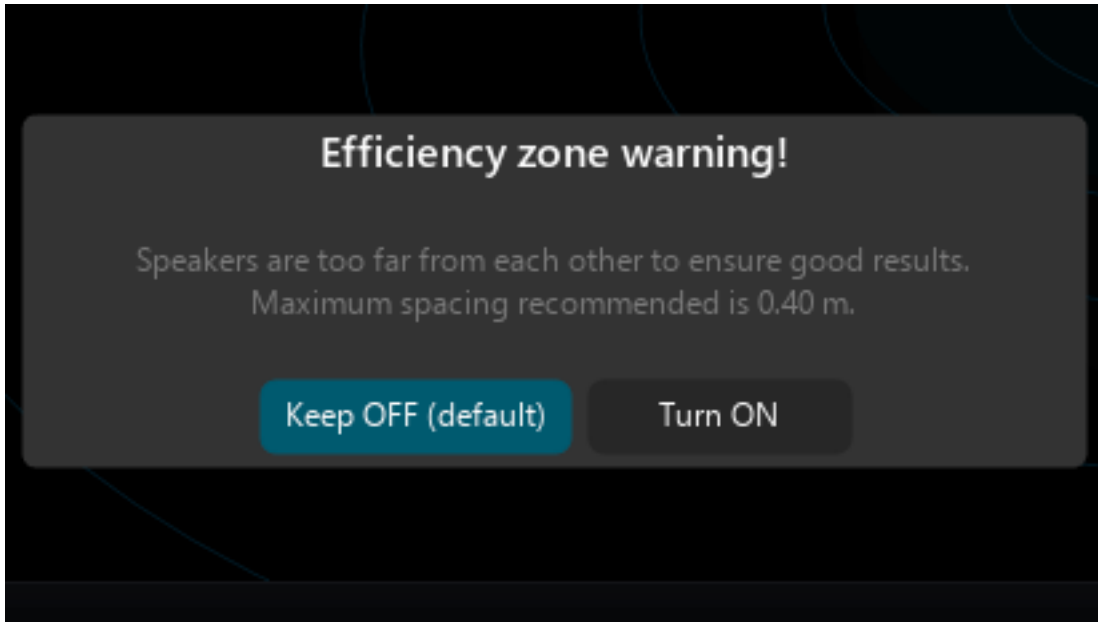 Efficiency zone warning!
Speakers are too far from each other to ensure good results.
Maximum spacing recommended is 0.40 m.
Keep OFF (default)
Turn ON